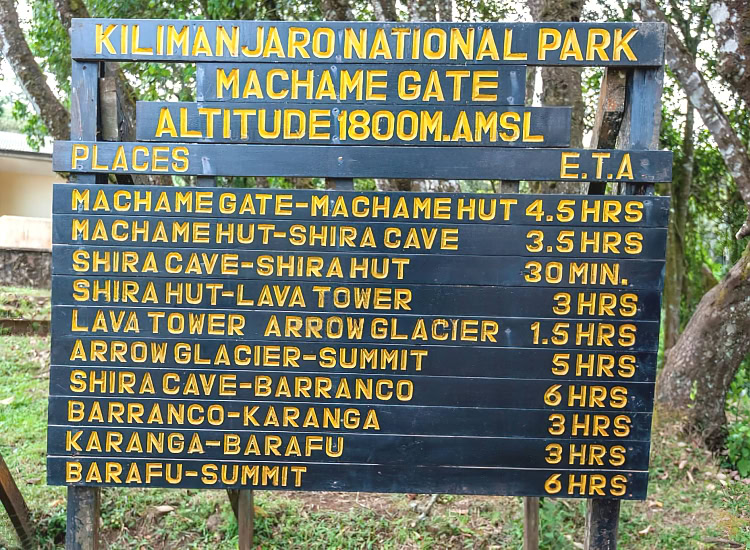 KILIMANJARO NATIONAL PARK
MACHAME GATE
ALTITUDE 1800M.AMSL
PLACES E.T.A
MACHAME GATE-MACHAME HUT 4.5 HRS
MACHAME HUT-SHIRA CAVE 3.5 HRS
SHIRA CAVE-SHIRA HUT 30 MIN.
SHIRA HUT-LAVA TOWER 3 HRS
LAVA TOWER ARROW GLACIER 1.5 HRS
ARROW GLACIER-SUMMIT 5 HRS
SHIRA CAVE-BARRANCO 6 HRS
BARRANCO-KARANGA 3 HRS
KARANGA-BARAFU 3 HRS
BARAFU-SUMMIT 6 HRS